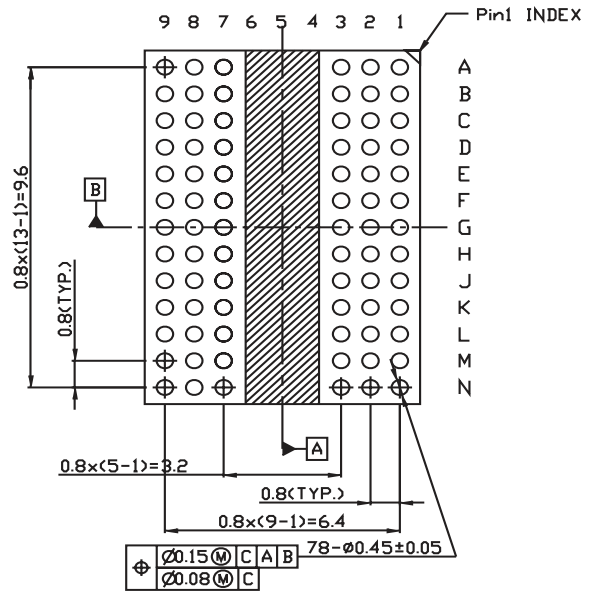 9 8 7 6 5 4 3 2 1
Pin1 INDEX
A
B
C
D
E
F
G
H
J
K
L
M
N
0.8x(13-1)=9.6
B
0.8(TYP.)
A
0.8x(5-1)=3.2
0.8(TYP.)
0.8x(9-1)=6.4
78-ø0.45±0.05
Ø0.15 Ⓜ C A B
Ø0.08 Ⓜ C